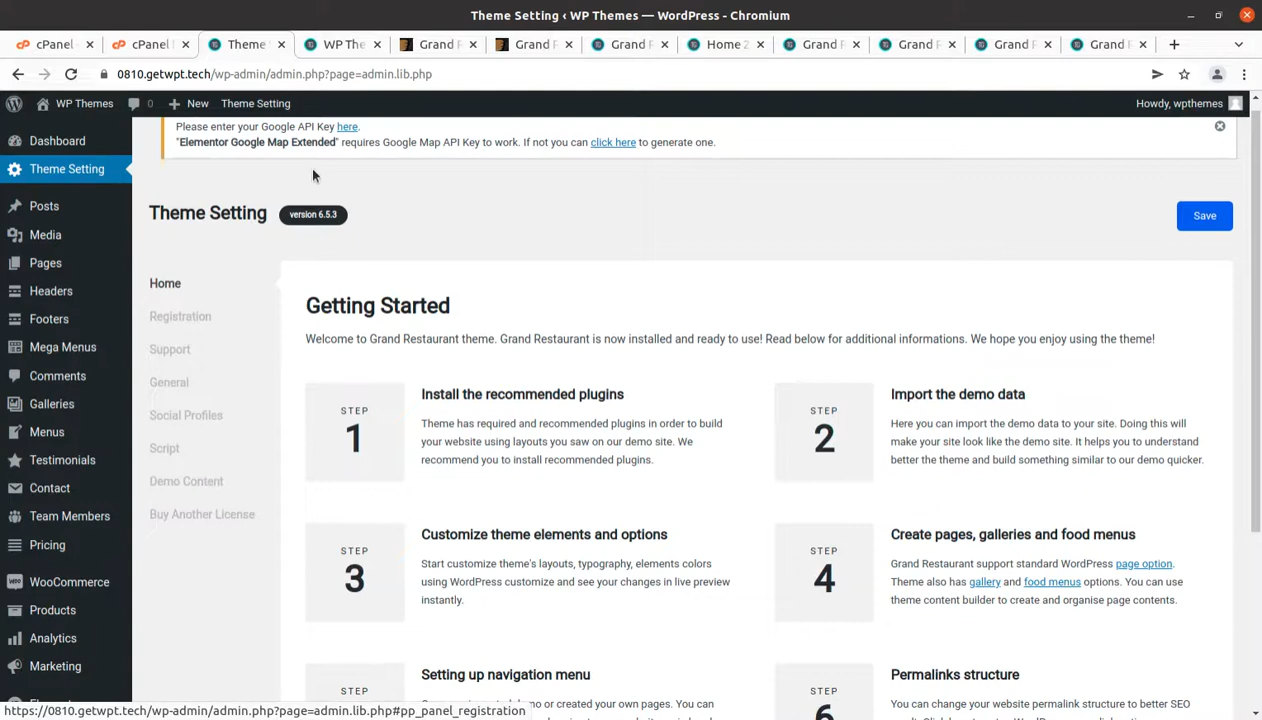 Theme Setting ‹ WP Themes — WordPress - Chromium
cPanel -
cPanel F
Theme
WP The
Grand R
Grand R
Grand R
Home 2
Grand R
Grand R
Grand R
Grand R
0810.getwpt.tech/wp-admin/admin.php?page=admin.lib.php
WP Themes
0
New
Theme Setting
Howdy, wpthemes
Please enter your Google API Key here.
"Elementor Google Map Extended" requires Google Map API Key to work. If not you can click here to generate one.
Dashboard
Theme Setting
Posts
Media
Pages
Headers
Footers
Mega Menus
Comments
Galleries
Menus
Testimonials
Contact
Team Members
Pricing
WooCommerce
Products
Analytics
Marketing
Theme Setting
version 6.5.3
Save
Home
Registration
Support
General
Social Profiles
Script
Demo Content
Buy Another License
Getting Started
Welcome to Grand Restaurant theme. Grand Restaurant is now installed and ready to use! Read below for additional informations. We hope you enjoy using the theme!
STEP
1
Install the recommended plugins
Theme has required and recommended plugins in order to build
your website using layouts you saw on our demo site. We
recommend you to install recommended plugins.
STEP
2
Import the demo data
Here you can import the demo data to your site. Doing this will
make your site look like the demo site. It helps you to understand
better the theme and build something similar to our demo quicker.
STEP
3
Customize theme elements and options
Start customize theme's layouts, typography, elements colors
using WordPress customize and see your changes in live preview
instantly.
STEP
4
Create pages, galleries and food menus
Grand Restaurant support standard WordPress page option.
Theme also has gallery and food menus options. You can use
theme content builder to create and organise page contents.
STEP
Setting up navigation menu
STEP
6
Permalinks structure
You can change your website permalink structure to better SEO
https://0810.getwpt.tech/wp-admin/admin.php?page=admin.lib.php#pp_panel_registration